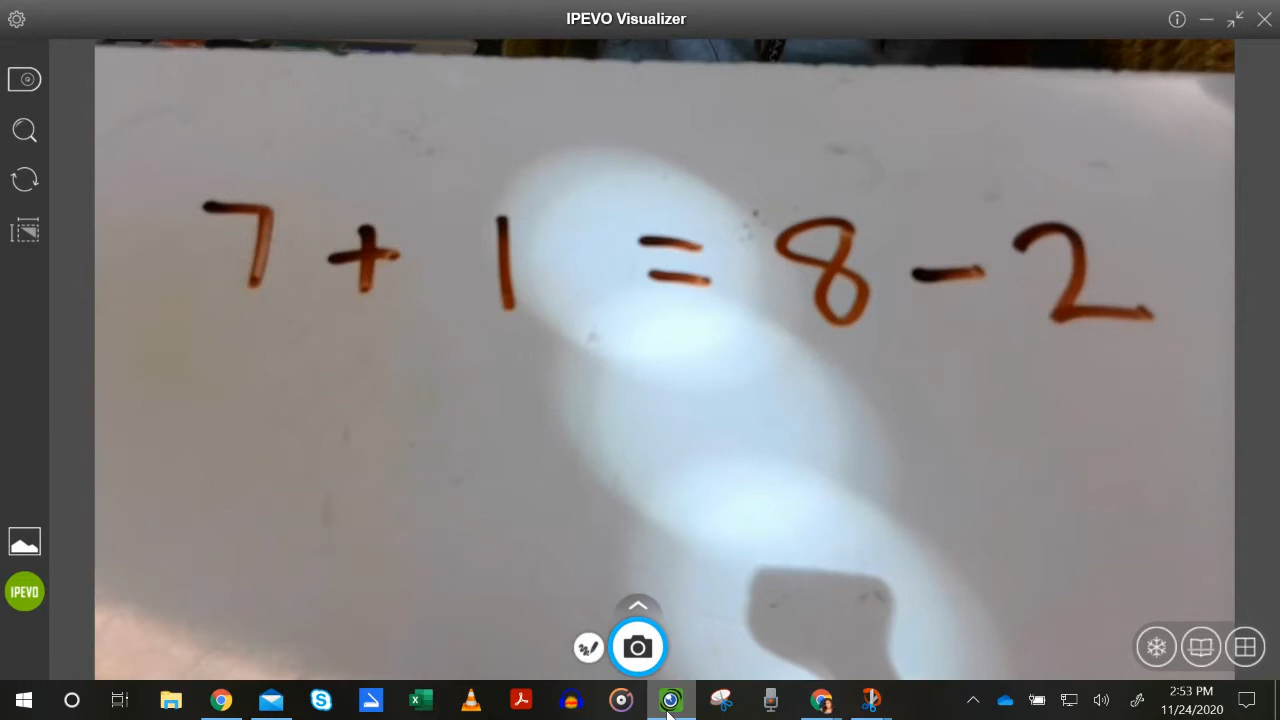 IPEVO Visualizer
7 + 1 = 8 - 2
IPEVO
2:53 PM
11/24/2020